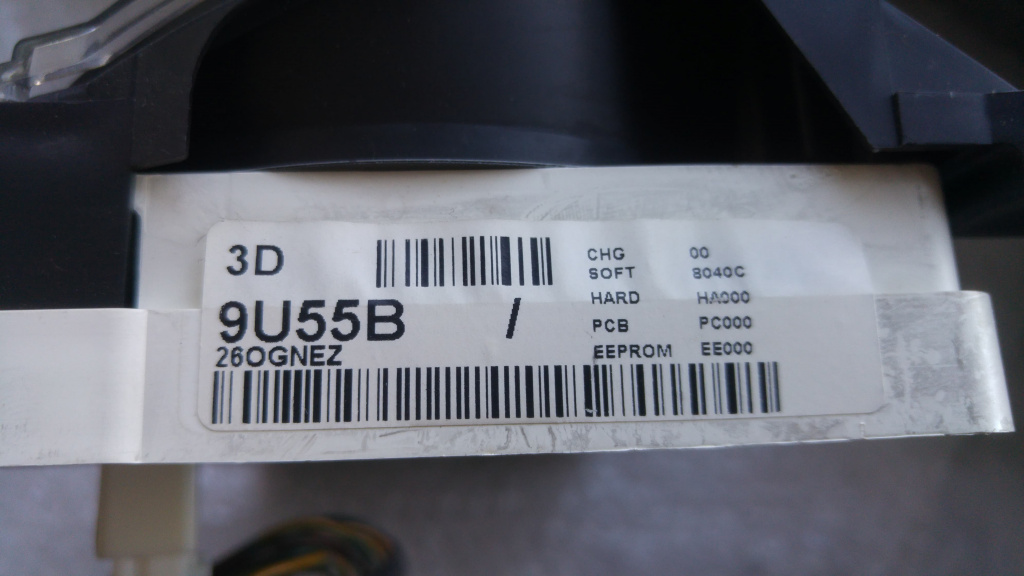 3D
9U55B /
26OGNEZ
CHG 00
SOFT 8040C
HARD HA000
PCB PC000
EEPROM EE000